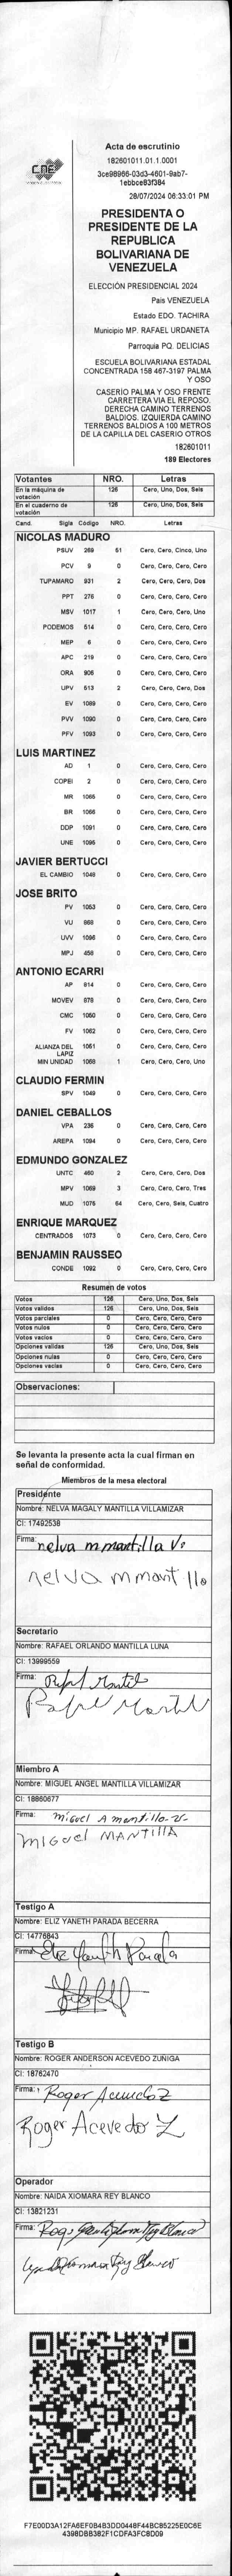 CNE
Acta de escrutinio
182601011.01.1.0001
3ce98966-03d3-4601-9ab7-
1ebbce83f384
28/07/2024 06:33:01 PM
PRESIDENTA O
PRESIDENTE DE LA
REPUBLICA
BOLIVARIANA DE
VENEZUELA
ELECCIÓN PRESIDENCIAL 2024
Pais VENEZUELA
Estado EDO. TACHIRA
Municipio MP. RAFAEL URDANETA
Parroquia PQ. DELICIAS
ESCUELA BOLIVARIANA ESTADAL
CONCENTRADA 158 467-3197 PALMA
Y OSO
CASERÍO PALMA Y OSO FRENTE
CARRETERA VIA EL REPOSO.
DERECHA CAMINO TERRENOS
BALDIOS. IZQUIERDA CAMINO
TERRENOS BALDIOS A 100 METROS
DE LA CAPILLA DEL CASERIO OTROS
182601011
189 Electores
Votantes NRO. Letras
En la máquina de votación 126 Cero, Uno, Dos, Seis
En el cuaderno de votación 126 Cero, Uno, Dos, Seis
Cand. Sigla Código NRO. Letras
NICOLAS MADURO
PSUV 269 51 Cero, Cero, Cinco, Uno
PCV 9 0 Cero, Cero, Cero, Cero
TUPAMARO 931 2 Cero, Cero, Cero, Dos
PPT 276 0 Cero, Cero, Cero, Cero
MSV 1017 1 Cero, Cero, Cero, Uno
PODEMOS 514 0 Cero, Cero, Cero, Cero
MEP 6 0 Cero, Cero, Cero, Cero
APC 219 0 Cero, Cero, Cero, Cero
ORA 905 0 Cero, Cero, Cero, Cero
UPV 513 2 Cero, Cero, Cero, Dos
EV 1089 0 Cero, Cero, Cero, Cero
PVV 1090 0 Cero, Cero, Cero, Cero
PFV 1093 0 Cero, Cero, Cero, Cero
LUIS MARTINEZ
AD 1 0 Cero, Cero, Cero, Cero
COPEI 2 0 Cero, Cero, Cero, Cero
MR 1065 0 Cero, Cero, Cero, Cero
BR 1066 0 Cero, Cero, Cero, Cero
DDP 1091 0 Cero, Cero, Cero, Cero
UNE 1095 0 Cero, Cero, Cero, Cero
JAVIER BERTUCCI
EL CAMBIO 1048 0 Cero, Cero, Cero, Cero
JOSE BRITO
PV 1053 0 Cero, Cero, Cero, Cero
VU 868 0 Cero, Cero, Cero, Cero
UVV 1096 0 Cero, Cero, Cero, Cero
MPJ 456 0 Cero, Cero, Cero, Cero
ANTONIO ECARRI
AP 814 0 Cero, Cero, Cero, Cero
MOVEV 879 0 Cero, Cero, Cero, Cero
CMC 1050 0 Cero, Cero, Cero, Cero
FV 1062 0 Cero, Cero, Cero, Cero
ALIANZA DEL LAPIZ 1051 0 Cero, Cero, Cero, Cero
MIN UNIDAD 1068 1 Cero, Cero, Cero, Uno
CLAUDIO FERMIN
SPV 1049 0 Cero, Cero, Cero, Cero
DANIEL CEBALLOS
VPA 236 0 Cero, Cero, Cero, Cero
AREPA 1094 0 Cero, Cero, Cero, Cero
EDMUNDO GONZALEZ
UNTC 460 2 Cero, Cero, Cero, Dos
MPV 1069 3 Cero, Cero, Cero, Tres
MUD 1075 64 Cero, Cero, Seis, Cuatro
ENRIQUE MARQUEZ
CENTRADOS 1073 0 Cero, Cero, Cero, Cero
BENJAMIN RAUSSEO
CONDE 1092 0 Cero, Cero, Cero, Cero
Resumen de votos
Votos 126 Cero, Uno, Dos, Seis
Votos validos 126 Cero, Uno, Dos, Seis
Votos parciales 0 Cero, Cero, Cero, Cero
Votos nulos 0 Cero, Cero, Cero, Cero
Votos vacios 0 Cero, Cero, Cero, Cero
Opciones validas 126 Cero, Uno, Dos, Seis
Opciones nulas 0 Cero, Cero, Cero, Cero
Opciones vacias 0 Cero, Cero, Cero, Cero
Observaciones:
Se levanta la presente acta la cual firman en
señal de conformidad.
Miembros de la mesa electoral
Presidente
Nombre: NELVA MAGALY MANTILLA VILLAMIZAR
CI: 17492538
Firma: nelva m mantilla V.
nelva m mantilla
Secretario
Nombre: RAFAEL ORLANDO MANTILLA LUNA
CI: 13999559
Firma:
Miembro A
Nombre: MIGUEL ANGEL MANTILLA VILLAMIZAR
CI: 18860677
Firma: miguel A mantilla V
MIGUEL MANTILLA
Testigo A
Nombre: ELIZ YANETH PARADA BECERRA
CI: 14776843
Firma: Eliz Yaneth Parada
Testigo B
Nombre: ROGER ANDERSON ACEVEDO ZUÑIGA
CI: 18762470
Firma: Roger Acevedo Z
Roger Acevedo Z
Operador
Nombre: NAIDA XIOMARA REY BLANCO
CI: 13821231
Firma:
F7E00D3A12FA6EF0B4B3DD0448F44BC85225E0C6E
4398DBB382F1CDFA3FC8D09